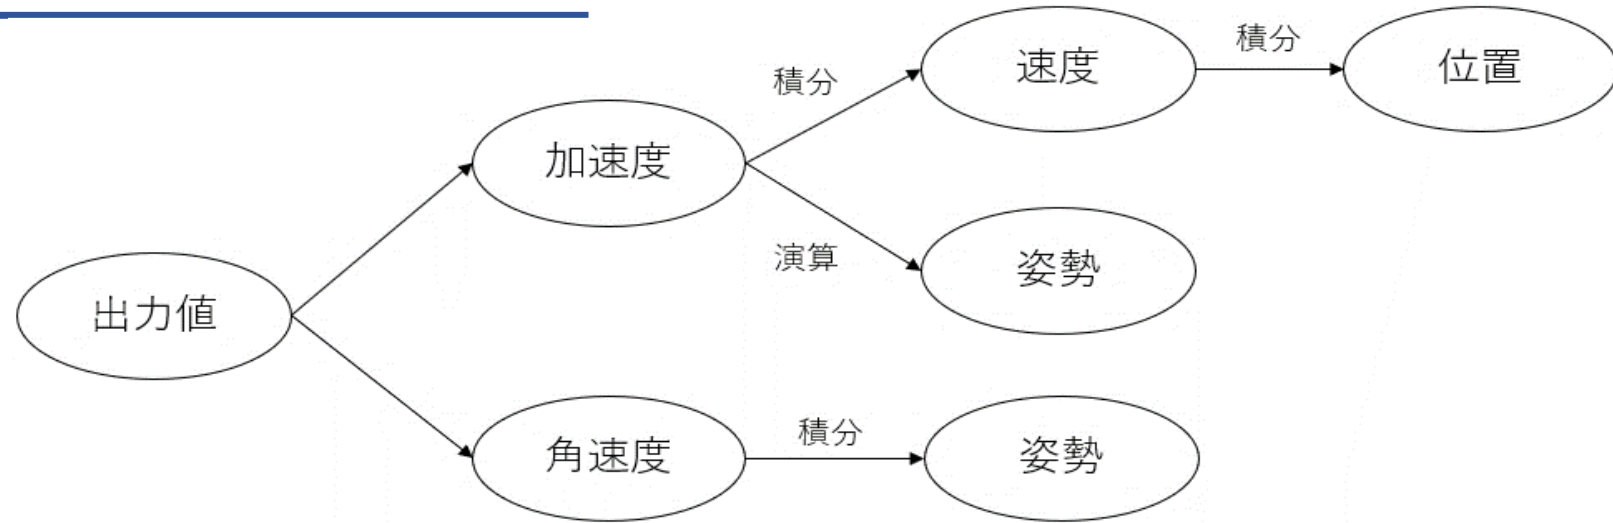 出力値
加速度
角速度
積分
速度
積分
位置
演算
姿勢
積分
姿勢